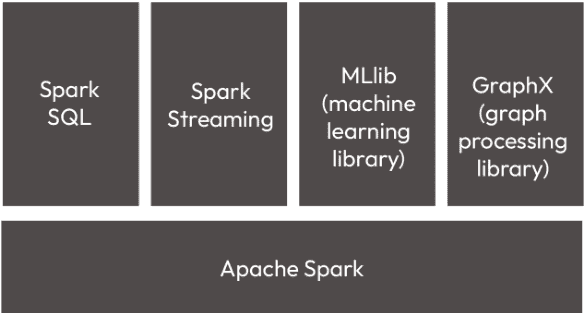 Spark
SQL
Spark
Streaming
MLlib
(machine
learning
library)
GraphX
(graph
processing
library)
Apache Spark